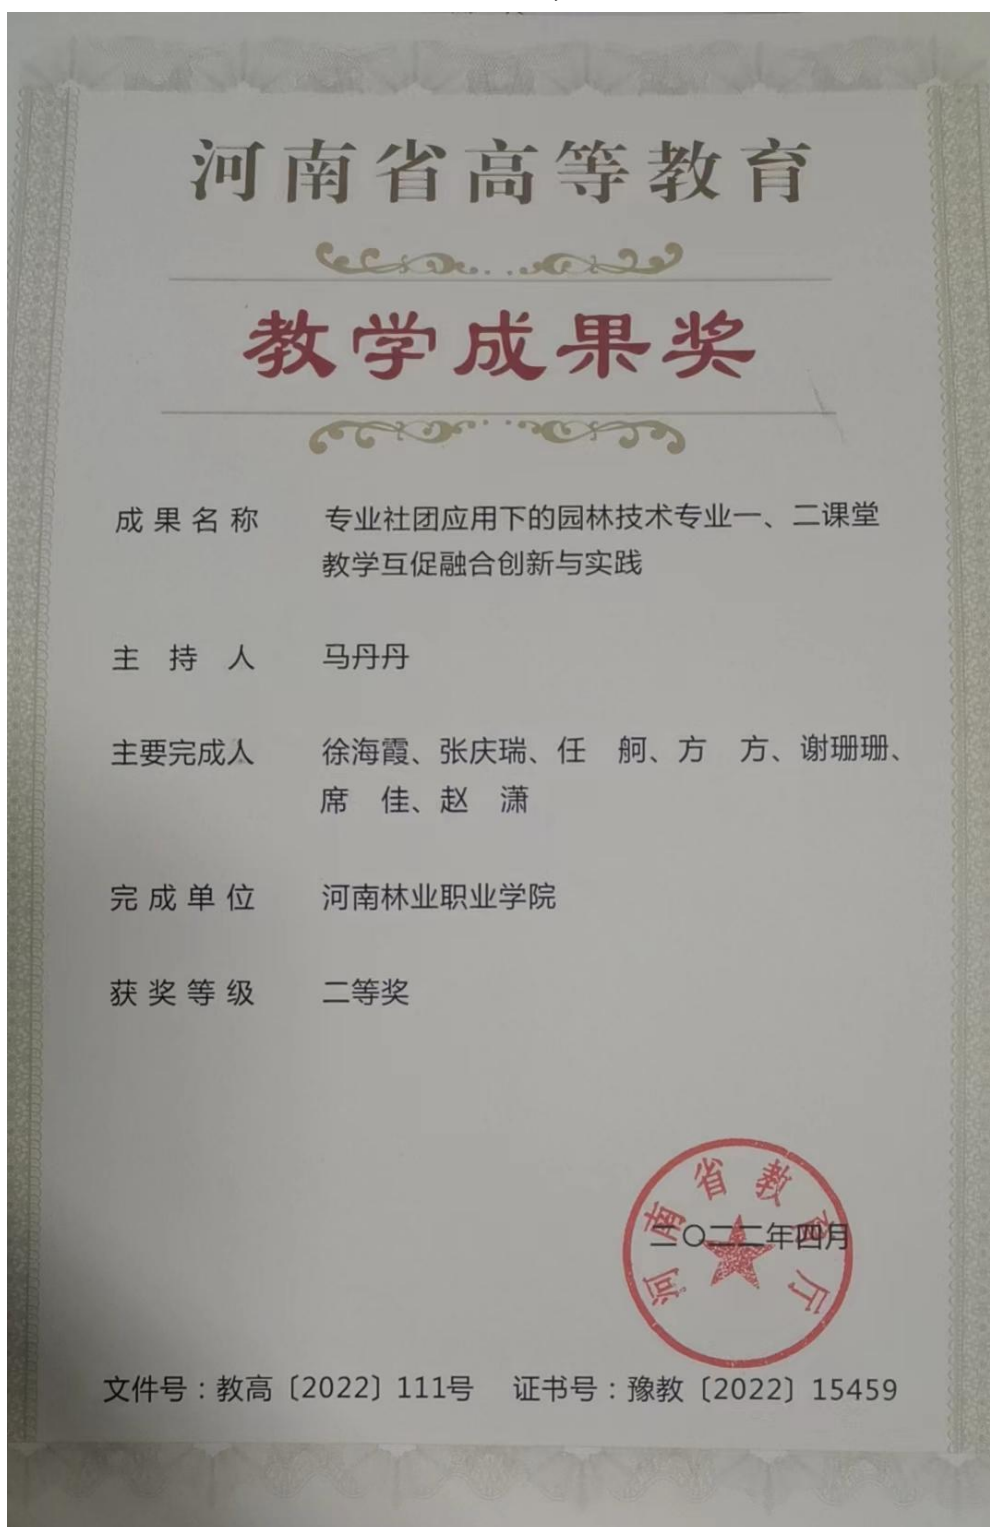 河南省高等教育
教学成果奖
成果名称 专业社团应用下的园林技术专业一、二课堂
教学互促融合创新与实践
主 持 人 马丹丹
主要完成人 徐海霞、张庆瑞、任 舸、方 方、谢珊珊、
席 佳、赵 潇
完成单位 河南林业职业学院
获奖等级 二等奖
河南省教育厅
二〇二二年四月
文件号：教高〔2022〕111号 证书号：豫教〔2022〕15459